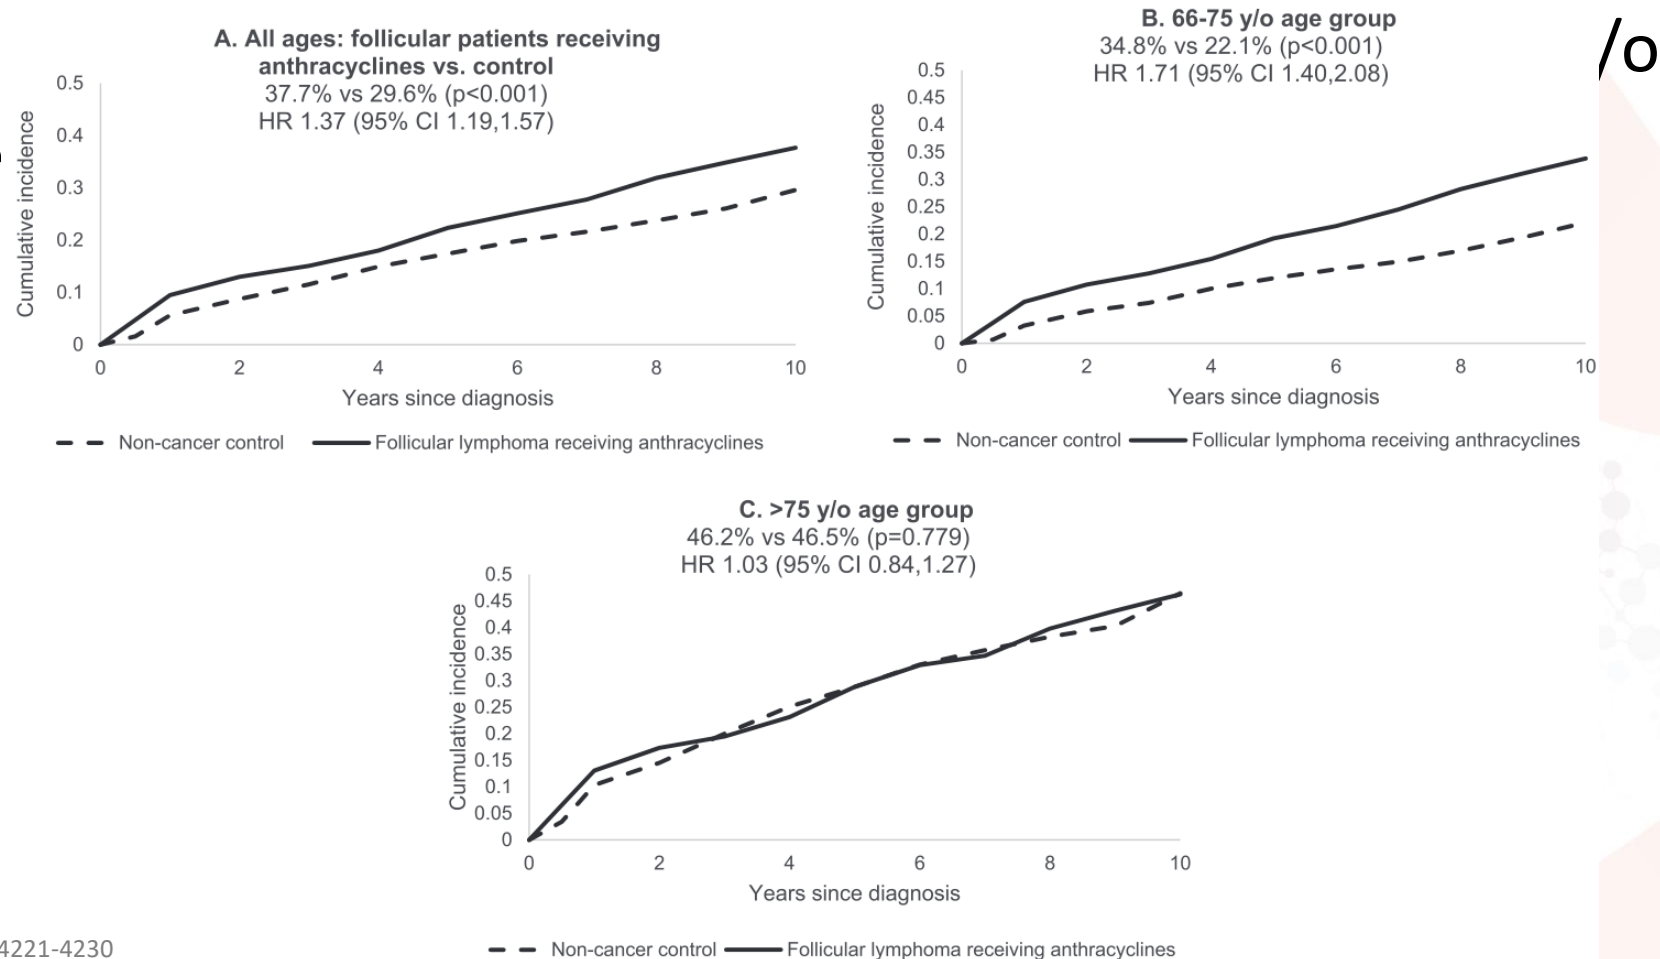 /o
A. All ages: follicular patients receiving
anthracyclines vs. control
37.7% vs 29.6% (p<0.001)
HR 1.37 (95% CI 1.19,1.57)
0.5
0.4
0.3
0.2
0.1
0
Cumulative incidence
0 2 4 6 8 10
Years since diagnosis
Non-cancer control Follicular lymphoma receiving anthracyclines
B. 66-75 y/o age group
34.8% vs 22.1% (p<0.001)
HR 1.71 (95% CI 1.40,2.08)
0.5
0.45
0.4
0.35
0.3
0.25
0.2
0.15
0.1
0.05
0
Cumulative incidence
0 2 4 6 8 10
Years since diagnosis
Non-cancer control Follicular lymphoma receiving anthracyclines
C. >75 y/o age group
46.2% vs 46.5% (p=0.779)
HR 1.03 (95% CI 0.84,1.27)
0.5
0.45
0.4
0.35
0.3
0.25
0.2
0.15
0.1
0.05
0
Cumulative incidence
0 2 4 6 8 10
Years since diagnosis
Non-cancer control Follicular lymphoma receiving anthracyclines
4221-4230